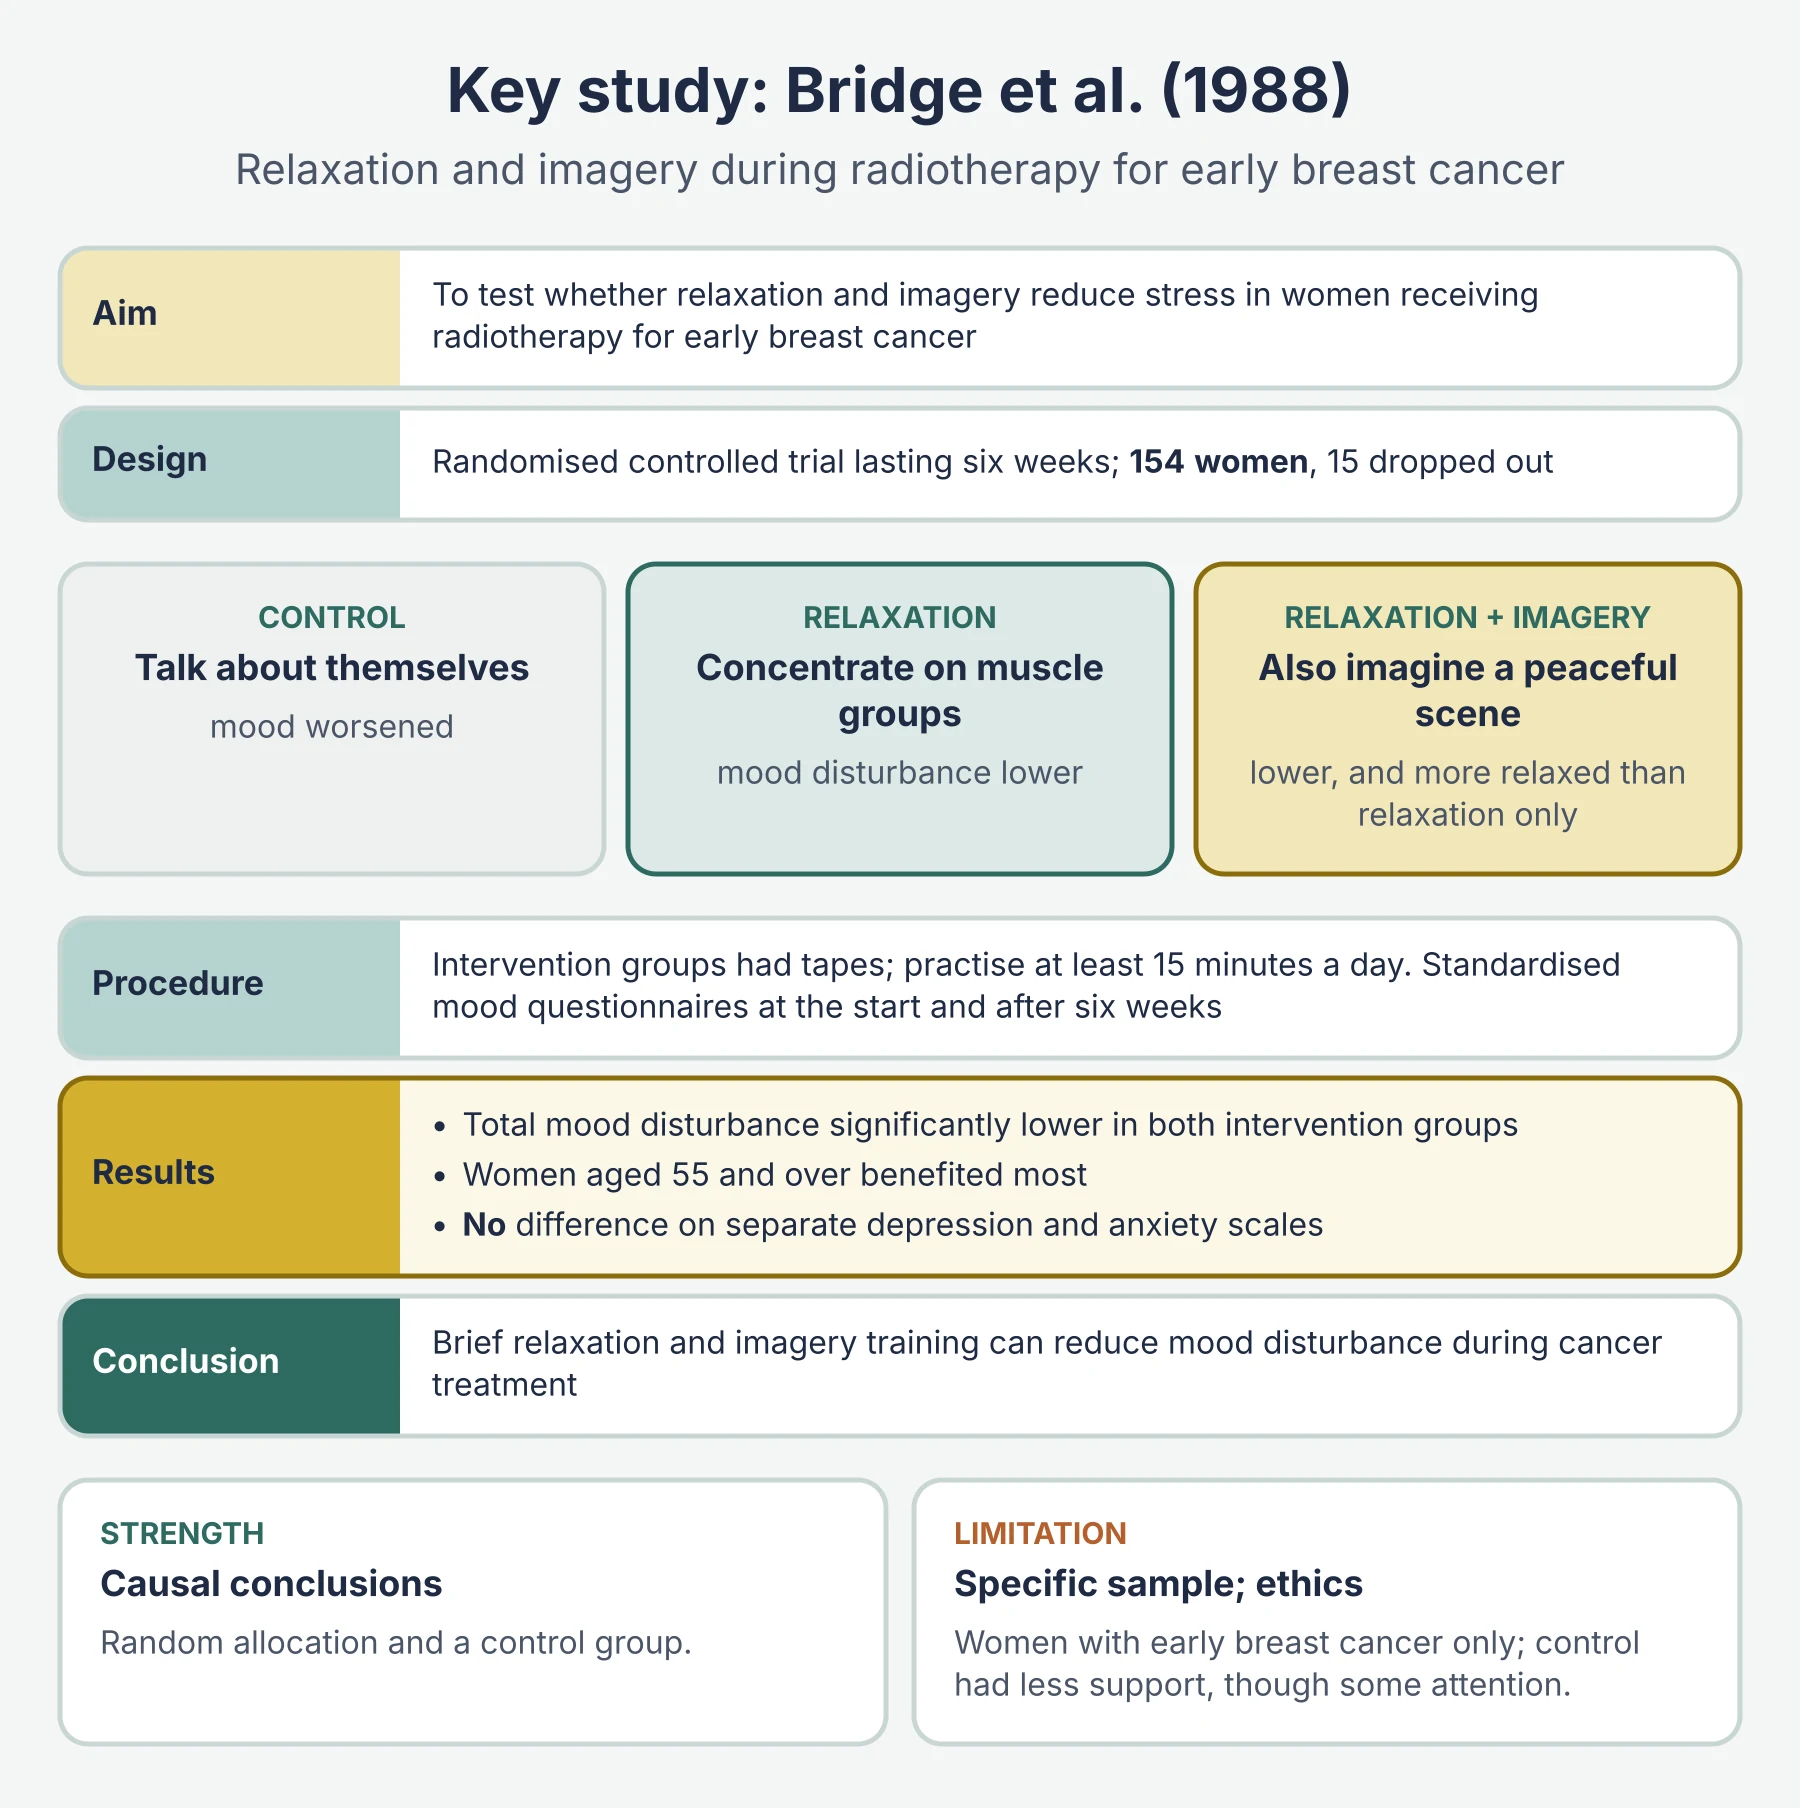 Key study: Bridge et al. (1988)
Relaxation and imagery during radiotherapy for early breast cancer
Aim
To test whether relaxation and imagery reduce stress in women receiving
radiotherapy for early breast cancer
Design
Randomised controlled trial lasting six weeks; 154 women, 15 dropped out
CONTROL
Talk about themselves
mood worsened
RELAXATION
Concentrate on muscle
groups
mood disturbance lower
RELAXATION + IMAGERY
Also imagine a peaceful
scene
lower, and more relaxed than
relaxation only
Procedure
Intervention groups had tapes; practise at least 15 minutes a day. Standardised
mood questionnaires at the start and after six weeks
Results
• Total mood disturbance significantly lower in both intervention groups
• Women aged 55 and over benefited most
• No difference on separate depression and anxiety scales
Conclusion
Brief relaxation and imagery training can reduce mood disturbance during cancer
treatment
STRENGTH
Causal conclusions
Random allocation and a control group.
LIMITATION
Specific sample; ethics
Women with early breast cancer only; control
had less support, though some attention.